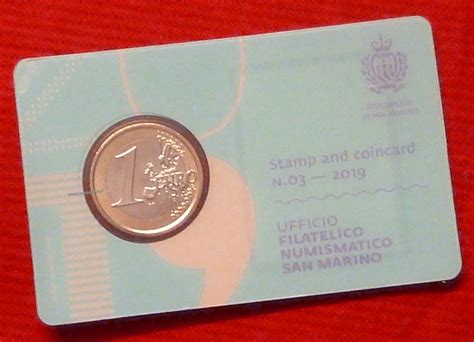 REPUBBLICA
DI SAN MARINO
1 EURO
Stamp and coincard
N.03 — 2019
UFFICIO
FILATELICO
NUMISMATICO
SAN MARINO